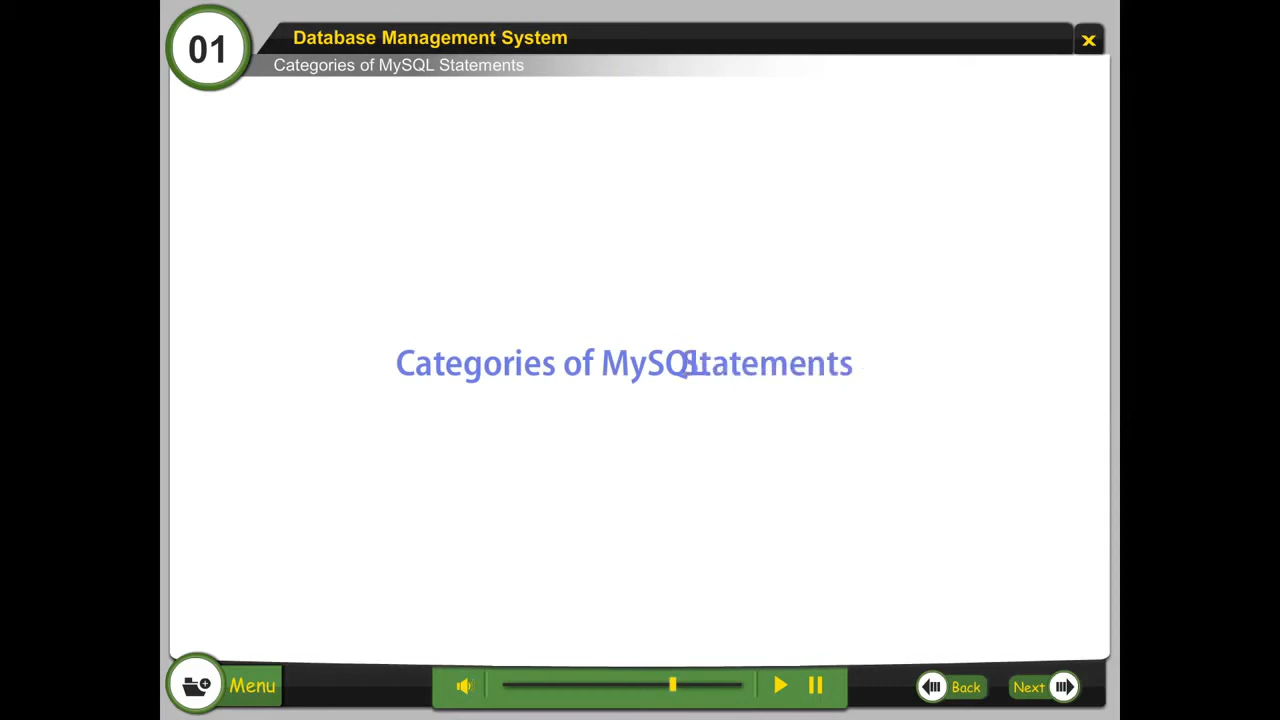 01
Database Management System
Categories of MySQL Statements
Categories of MySQL Statements
Menu
Back
Next